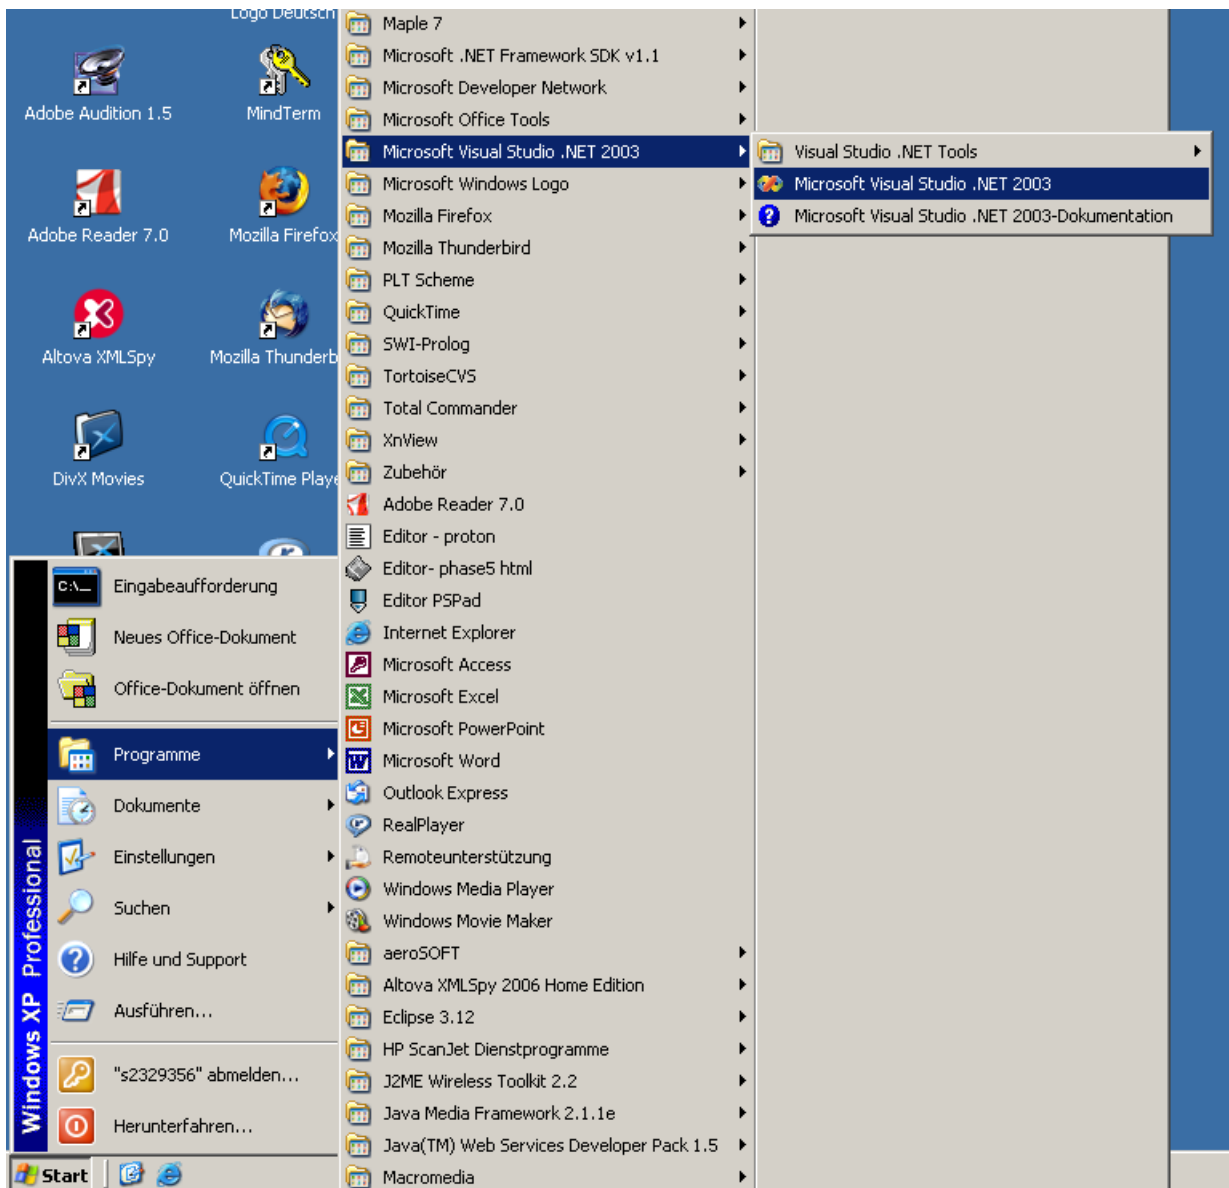 Logo Deutsch
Adobe Audition 1.5
MindTerm
Adobe Reader 7.0
Mozilla Firefox
Altova XMLSpy
Mozilla Thunderb
DivX Movies
QuickTime Playe
Maple 7
Microsoft .NET Framework SDK v1.1
Microsoft Developer Network
Microsoft Office Tools
Microsoft Visual Studio .NET 2003
Microsoft Windows Logo
Mozilla Firefox
Mozilla Thunderbird
PLT Scheme
QuickTime
SWI-Prolog
TortoiseCVS
Total Commander
XnView
Zubehör
Adobe Reader 7.0
Editor - proton
Editor- phase5 html
Editor PSPad
Internet Explorer
Microsoft Access
Microsoft Excel
Microsoft PowerPoint
Microsoft Word
Outlook Express
RealPlayer
Remoteunterstützung
Windows Media Player
Windows Movie Maker
aeroSOFT
Altova XMLSpy 2006 Home Edition
Eclipse 3.12
HP ScanJet Dienstprogramme
J2ME Wireless Toolkit 2.2
Java Media Framework 2.1.1e
Java(TM) Web Services Developer Pack 1.5
Macromedia
Visual Studio .NET Tools
Microsoft Visual Studio .NET 2003
Microsoft Visual Studio .NET 2003-Dokumentation
C:\_
Eingabeaufforderung
Neues Office-Dokument
Office-Dokument öffnen
Programme
Dokumente
Einstellungen
Suchen
Hilfe und Support
Ausführen...
"s2329356" abmelden...
Herunterfahren...
Windows XP Professional
Start